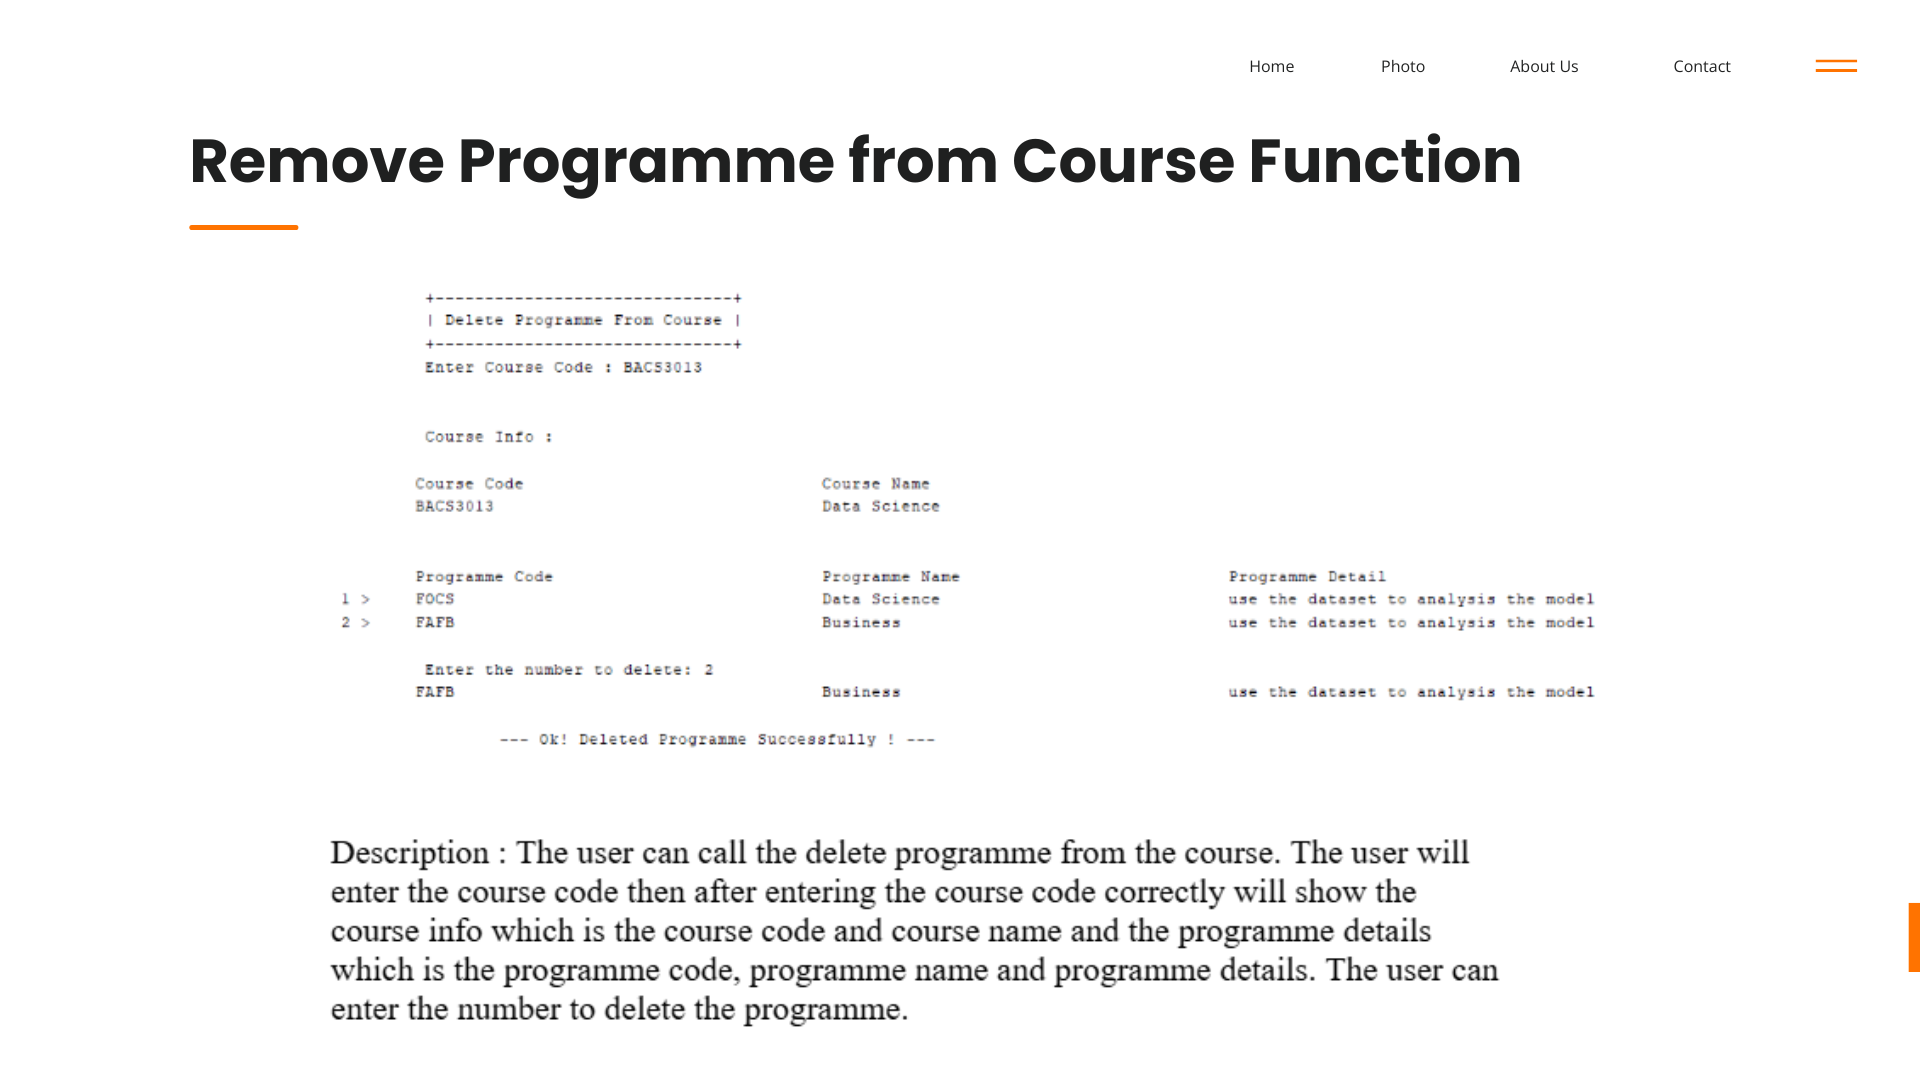 Home Photo About Us Contact
Remove Programme from Course Function
+------------------------------+
| Delete Programme From Course |
+------------------------------+
Enter Course Code : BACS3013
Course Info :
Course Code Course Name
BACS3013 Data Science
Programme Code Programme Name Programme Detail
1 > FOCS Data Science use the dataset to analysis the model
2 > FAFB Business use the dataset to analysis the model
Enter the number to delete: 2
FAFB Business use the dataset to analysis the model
--- Ok! Deleted Programme Successfully ! ---
Description : The user can call the delete programme from the course. The user will
enter the course code then after entering the course code correctly will show the
course info which is the course code and course name and the programme details
which is the programme code, programme name and programme details. The user can
enter the number to delete the programme.